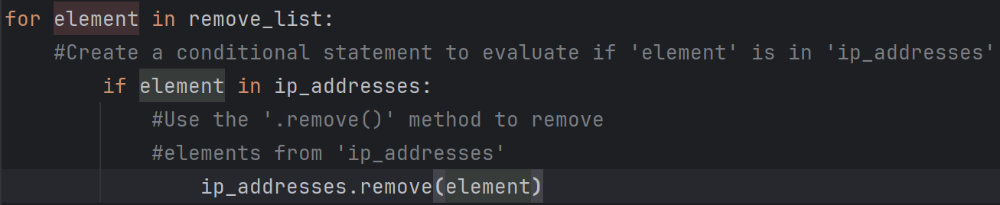 for element in remove_list:
    #Create a conditional statement to evaluate if 'element' is in 'ip_addresses'
        if element in ip_addresses:
            #Use the '.remove()' method to remove
            #elements from 'ip_addresses'
                ip_addresses.remove(element)